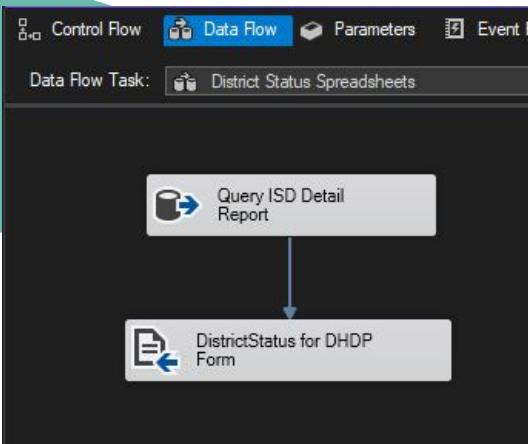 Control Flow Data Flow Parameters Event
Data Flow Task: District Status Spreadsheets
Query ISD Detail
Report
DistrictStatus for DHDP
Form